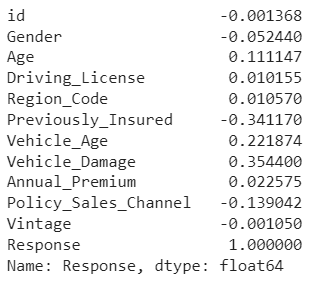 id                     -0.001368
Gender                 -0.052440
Age                     0.111147
Driving_License         0.010155
Region_Code             0.010570
Previously_Insured     -0.341170
Vehicle_Age             0.221874
Vehicle_Damage          0.354400
Annual_Premium          0.022575
Policy_Sales_Channel   -0.139042
Vintage                -0.001050
Response                1.000000
Name: Response, dtype: float64